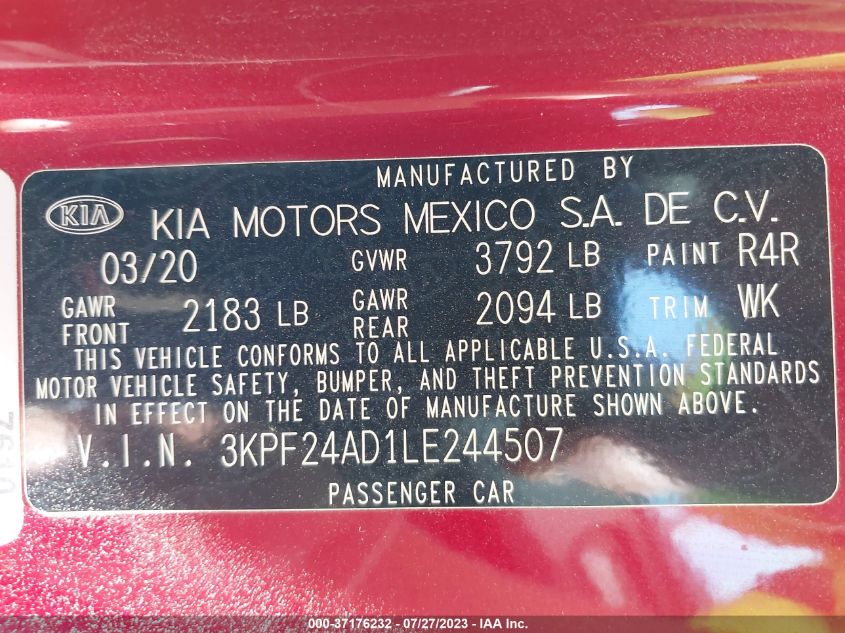 MANUFACTURED BY
KIA KIA MOTORS MEXICO S.A. DE C.V.
03/20 GVWR 3792 LB PAINT R4R
GAWR FRONT 2183 LB GAWR REAR 2094 LB TRIM WK
THIS VEHICLE CONFORMS TO ALL APPLICABLE U.S.A. FEDERAL
MOTOR VEHICLE SAFETY, BUMPER, AND THEFT PREVENTION STANDARDS
IN EFFECT ON THE DATE OF MANUFACTURE SHOWN ABOVE.
V.I.N. 3KPF24AD1LE244507
PASSENGER CAR
000-37176232 - 07/27/2023 - IAA Inc.